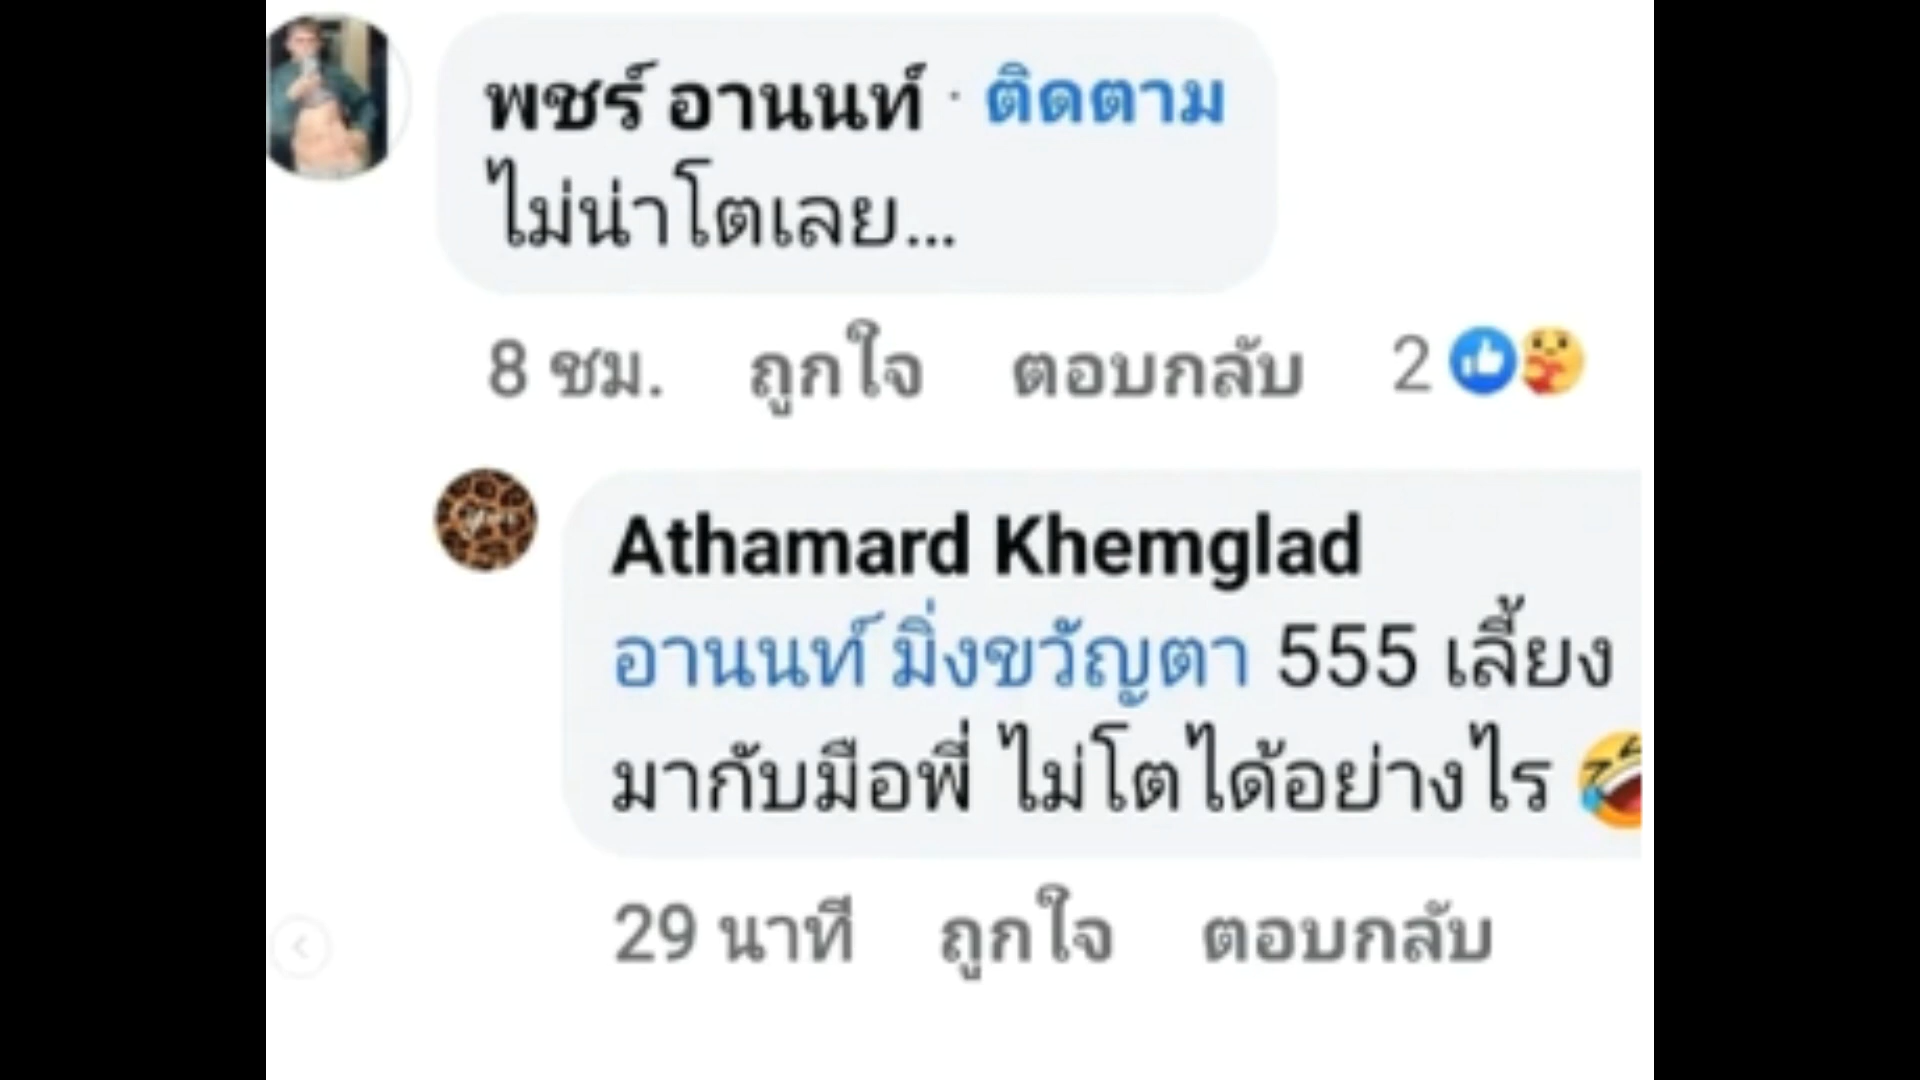 พชร์ อานนท์ · ติดตาม
ไม่น่าโตเลย...
8 ชม. ถูกใจ ตอบกลับ 2
Athamard Khemglad
อานนท์ มิ่งขวัญตา 555 เลี้ยง
มากับมือพี่ ไม่โตได้อย่างไร
29 นาที ถูกใจ ตอบกลับ